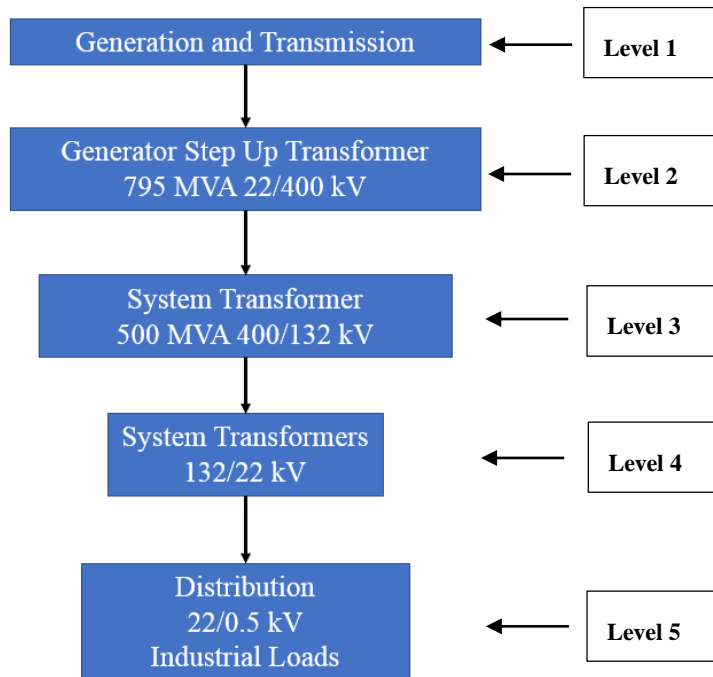 Generation and Transmission
Level 1
Generator Step Up Transformer
795 MVA 22/400 kV
Level 2
System Transformer
500 MVA 400/132 kV
Level 3
System Transformers
132/22 kV
Level 4
Distribution
22/0.5 kV
Industrial Loads
Level 5